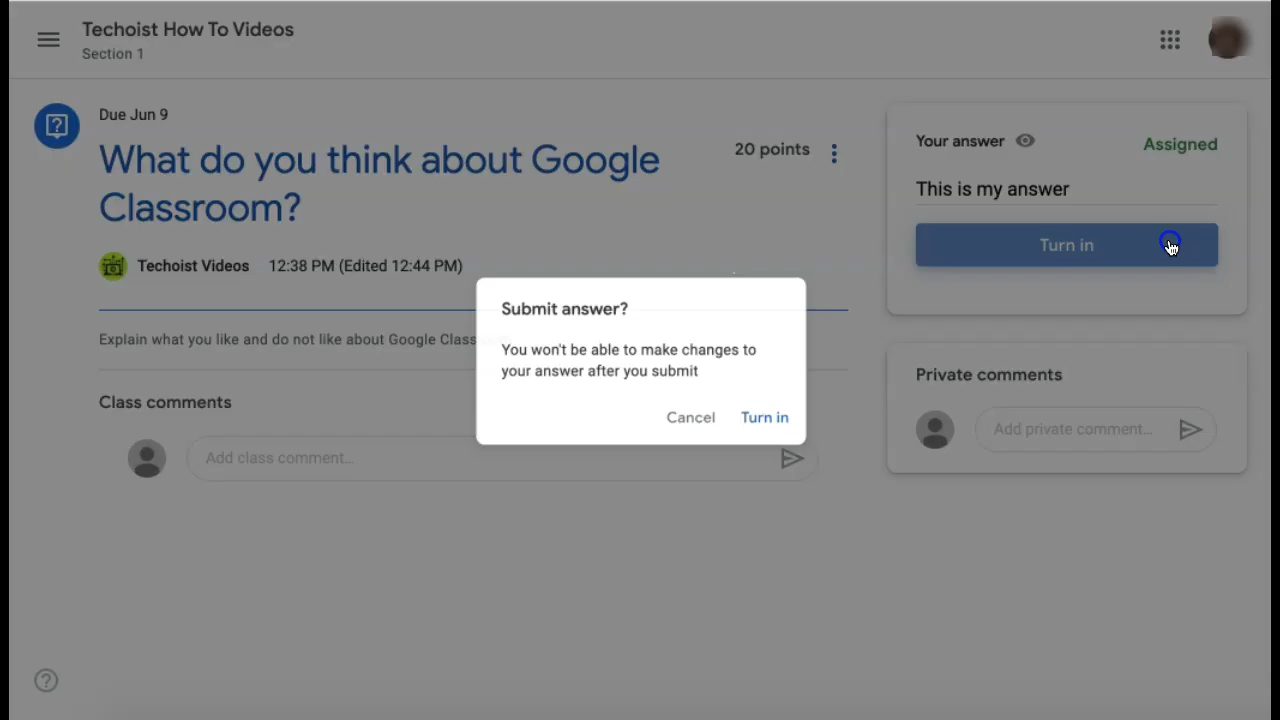 Techoist How To Videos
Section 1
Due Jun 9
What do you think about Google
Classroom?
20 points
Techoist Videos 12:38 PM (Edited 12:44 PM)
Explain what you like and do not like about Google Class
Class comments
Add class comment...
Your answer
Assigned
This is my answer
Turn in
Private comments
Add private comment...
Submit answer?
You won't be able to make changes to
your answer after you submit
Cancel Turn in